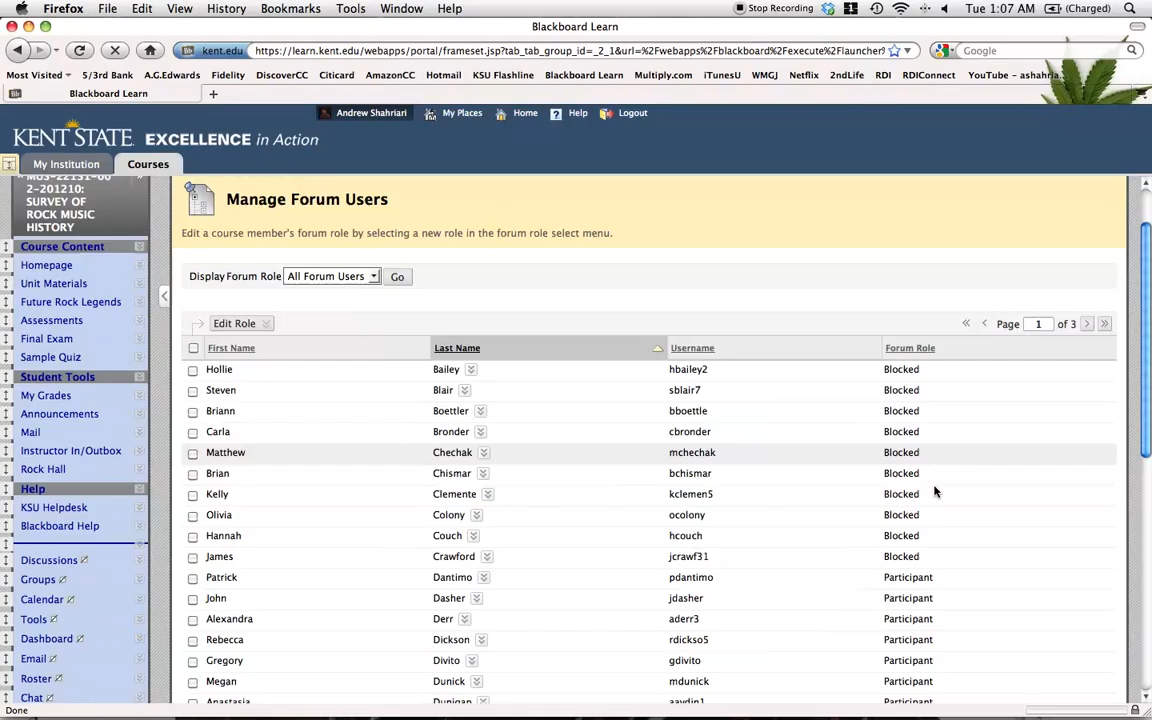 Firefox File Edit View History Bookmarks Tools Window Help Stop Recording Tue 1:07 AM (Charged)
Blackboard Learn
kent.edu https://learn.kent.edu/webapps/portal/frameset.jsp?tab_tab_group_id=_2_1&url=%2Fwebapps%2Fblackboard%2Fexecute%2Flauncher? Google
Most Visited 5/3rd Bank A.G.Edwards Fidelity DiscoverCC Citicard AmazonCC Hotmail KSU Flashline Blackboard Learn Multiply.com iTunesU WMGJ Netflix 2ndLife RDI RDIConnect YouTube - ashahria...
Blackboard Learn
Andrew Shahriari My Places Home Help Logout
KENT STATE EXCELLENCE in Action
My Institution Courses
2-201210:
SURVEY
OF
ROCK MUSIC
HISTORY
Course Content
Homepage
Unit Materials
Future Rock Legends
Assessments
Final Exam
Sample Quiz
Student Tools
My Grades
Announcements
Mail
Instructor In/Outbox
Rock Hall
Help
KSU Helpdesk
Blackboard Help
Discussions
Groups
Calendar
Tools
Dashboard
Email
Roster
Chat
Manage Forum Users
Edit a course member's forum role by selecting a new role in the forum role select menu.
Display Forum Role All Forum Users Go
Edit Role Page 1 of 3
First Name Last Name Username Forum Role
Hollie Bailey hbailey2 Blocked
Steven Blair sblair7 Blocked
Briann Boettler bboettle Blocked
Carla Bronder cbronder Blocked
Matthew Chechak mchechak Blocked
Brian Chismar bchismar Blocked
Kelly Clemente kclemen5 Blocked
Olivia Colony ocolony Blocked
Hannah Couch hcouch Blocked
James Crawford jcrawf31 Blocked
Patrick Dantimo pdantimo Participant
John Dasher jdasher Participant
Alexandra Derr aderr3 Participant
Rebecca Dickson rdickso5 Participant
Gregory Divito gdivito Participant
Megan Dunick mdunick Participant
Anastasia Dunigan Participant
Done